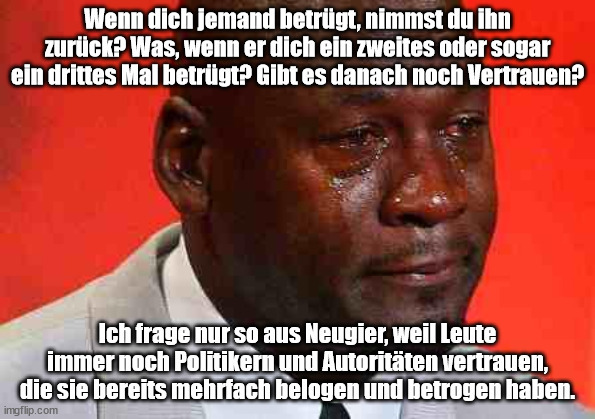 Wenn dich jemand betrügt, nimmst du ihn
zurück? Was, wenn er dich ein zweites oder sogar
ein drittes Mal betrügt? Gibt es danach noch Vertrauen?
Ich frage nur so aus Neugier, weil Leute
immer noch Politikern und Autoritäten vertrauen,
die sie bereits mehrfach belogen und betrogen haben.
imgflip.com